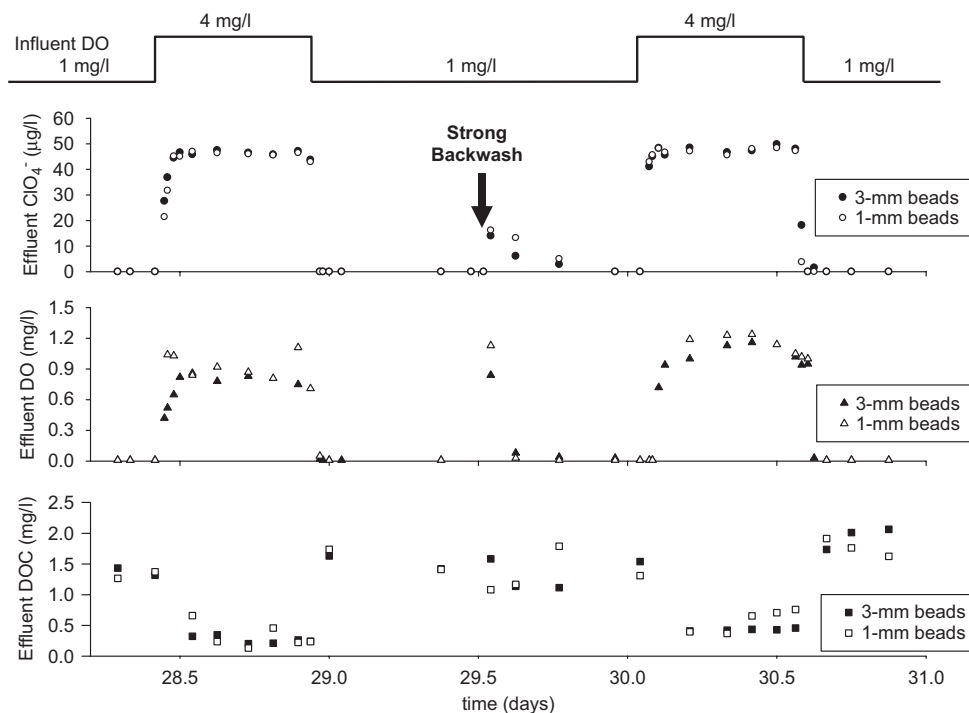 4 mg/l 4 mg/l
Influent DO
1 mg/l 1 mg/l 1 mg/l
Effluent ClO₄⁻ (μg/l)
60
50
40
30
20
10
0
Strong
Backwash
● 3-mm beads
○ 1-mm beads
Effluent DO (mg/l)
1.5
1.2
0.9
0.6
0.3
0.0
▲ 3-mm beads
△ 1-mm beads
Effluent DOC (mg/l)
2.5
2.0
1.5
1.0
0.5
0.0
■ 3-mm beads
□ 1-mm beads
28.5 29.0 29.5 30.0 30.5 31.0
time (days)